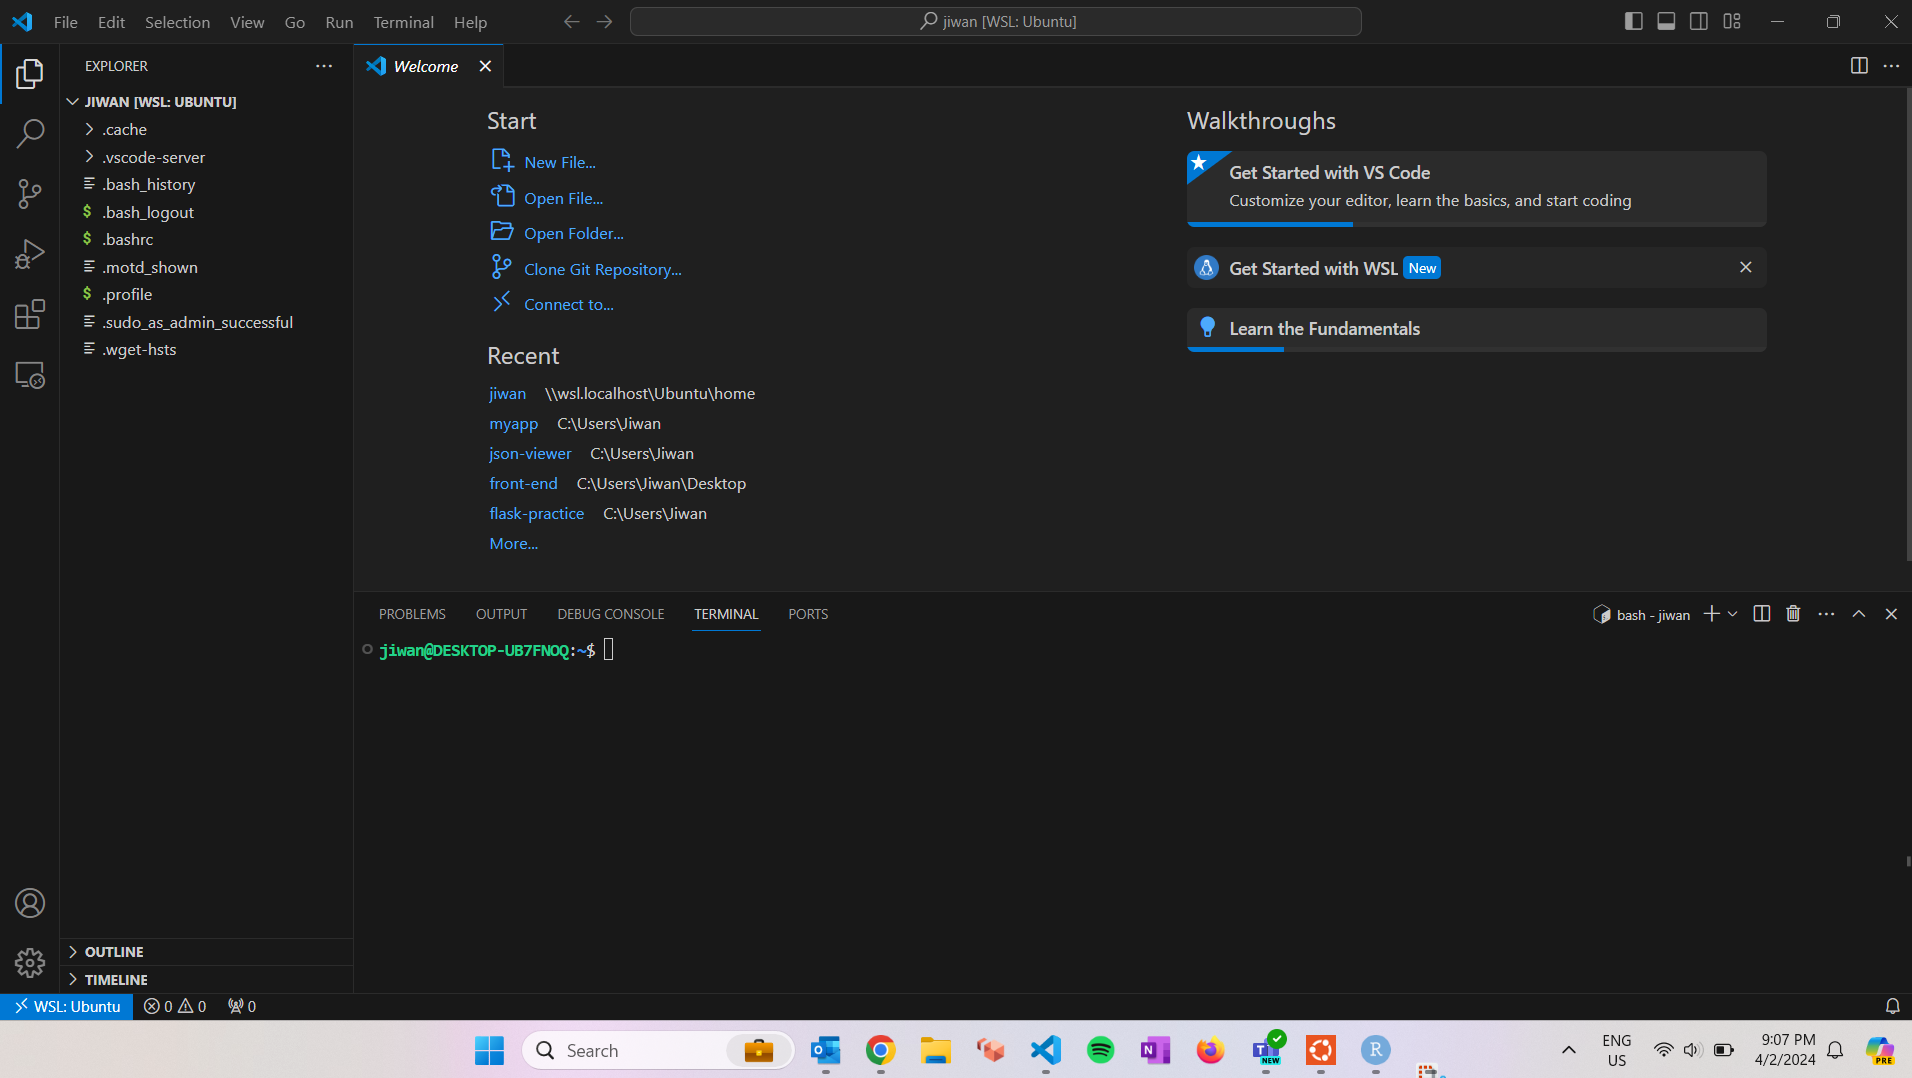 File Edit Selection View Go Run Terminal Help
jiwan [WSL: Ubuntu]
EXPLORER
JIWAN [WSL: UBUNTU]
.cache
.vscode-server
.bash_history
$ .bash_logout
$ .bashrc
.motd_shown
$ .profile
.sudo_as_admin_successful
.wget-hsts
OUTLINE
TIMELINE
Welcome
Start
New File...
Open File...
Open Folder...
Clone Git Repository...
Connect to...
Recent
jiwan \\wsl.localhost\Ubuntu\home
myapp C:\Users\Jiwan
json-viewer C:\Users\Jiwan
front-end C:\Users\Jiwan\Desktop
flask-practice C:\Users\Jiwan
More...
Walkthroughs
Get Started with VS Code
Customize your editor, learn the basics, and start coding
Get Started with WSL New
Learn the Fundamentals
PROBLEMS OUTPUT DEBUG CONSOLE TERMINAL PORTS
bash - jiwan
jiwan@DESKTOP-UB7FNOQ:~$
WSL: Ubuntu 0 0 0
Search
NEW
R
ENG
US
9:07 PM
4/2/2024
PRE